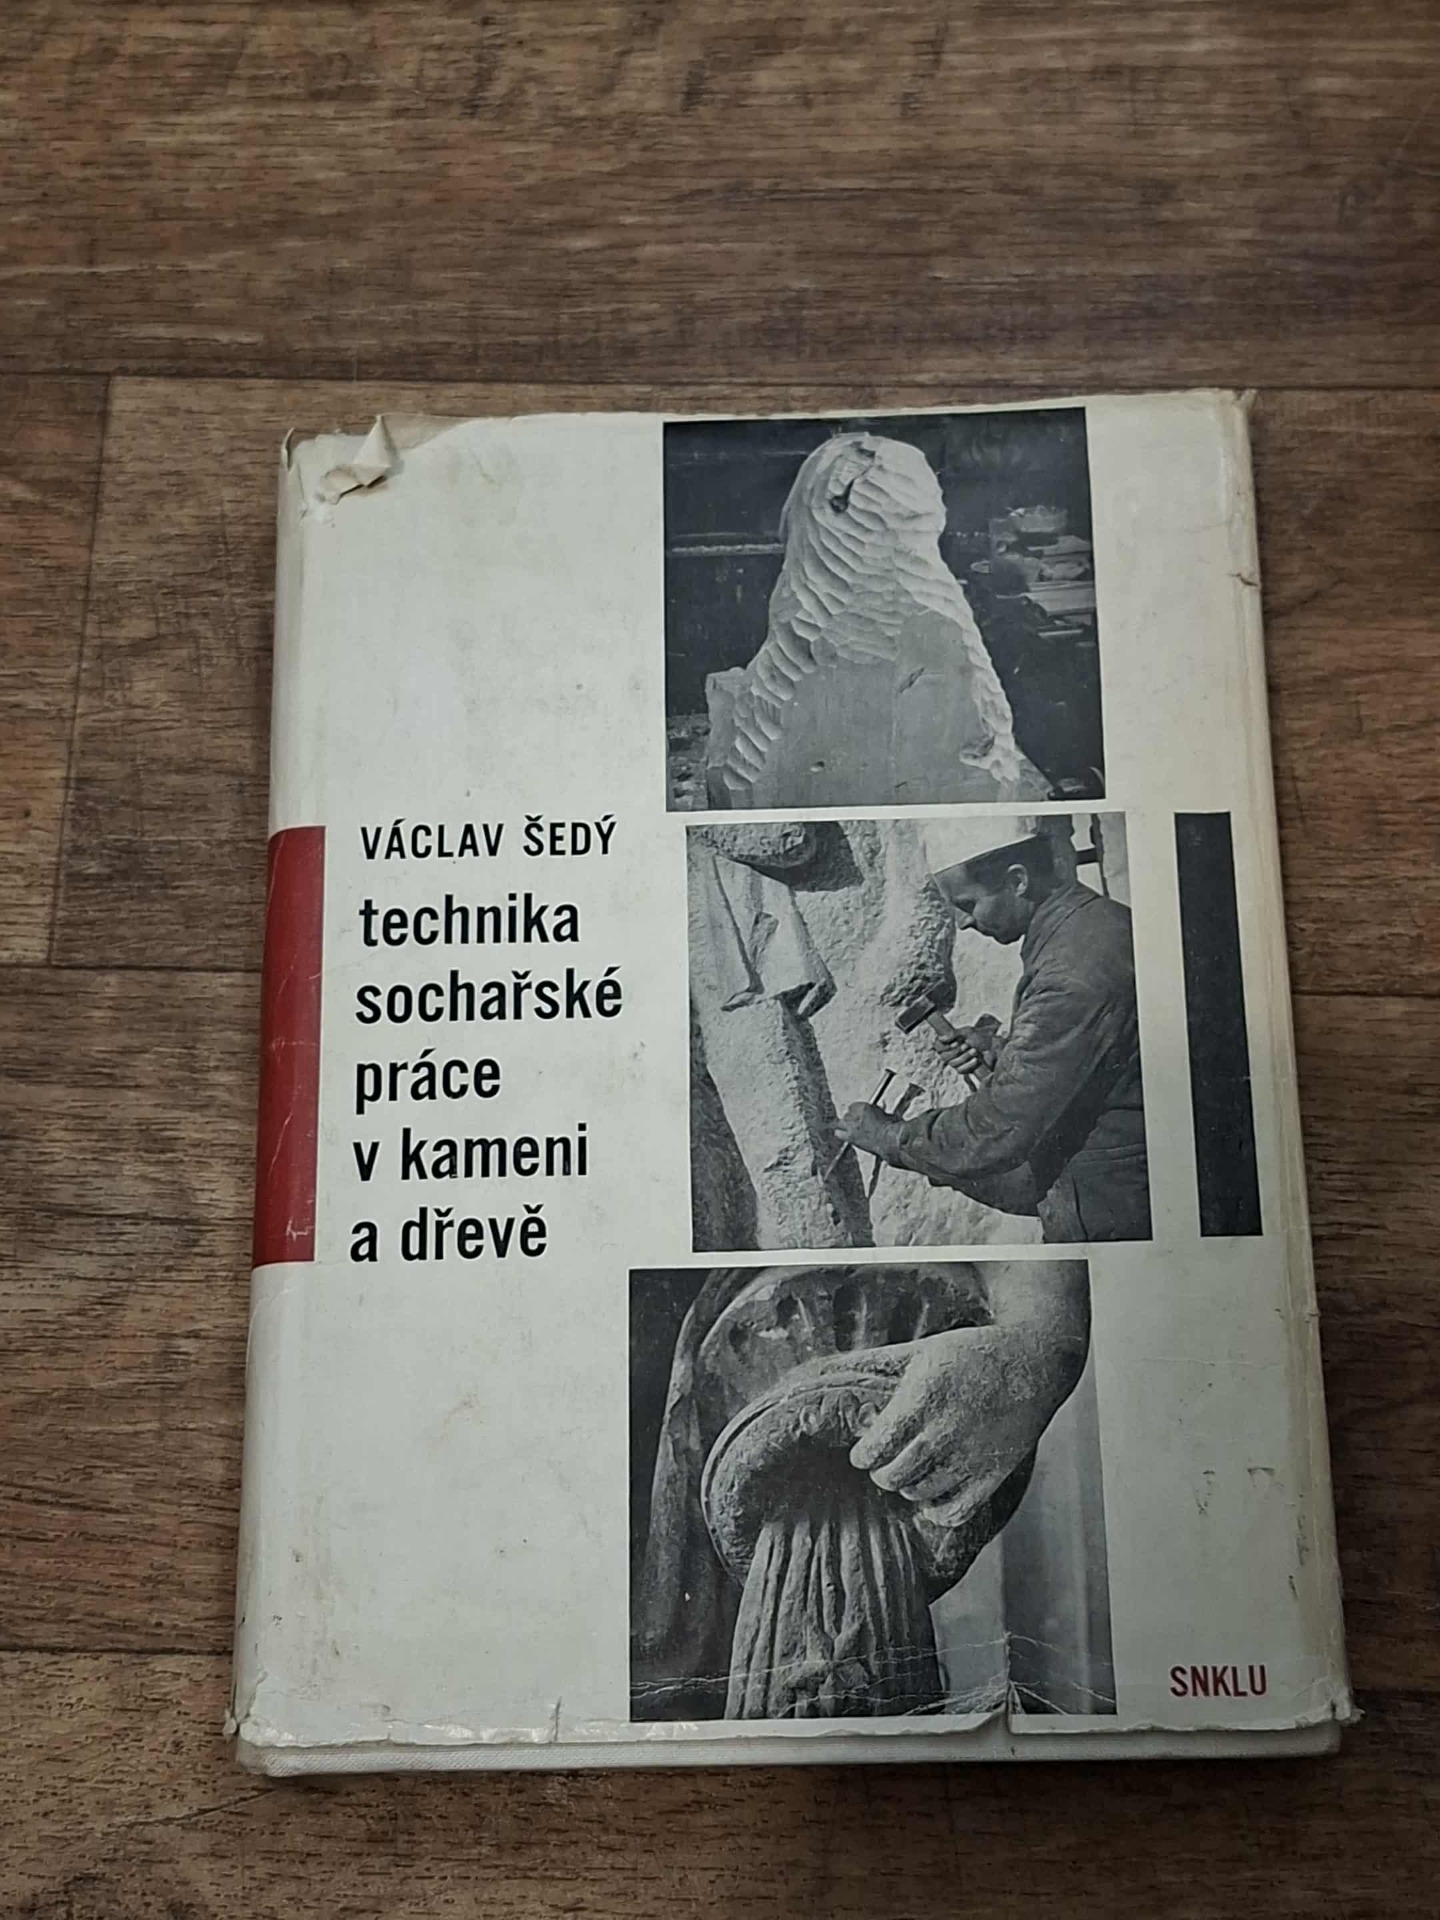 VÁCLAV ŠEDÝ
technika
sochařské
práce
v kameni
a dřevě
SNKLU